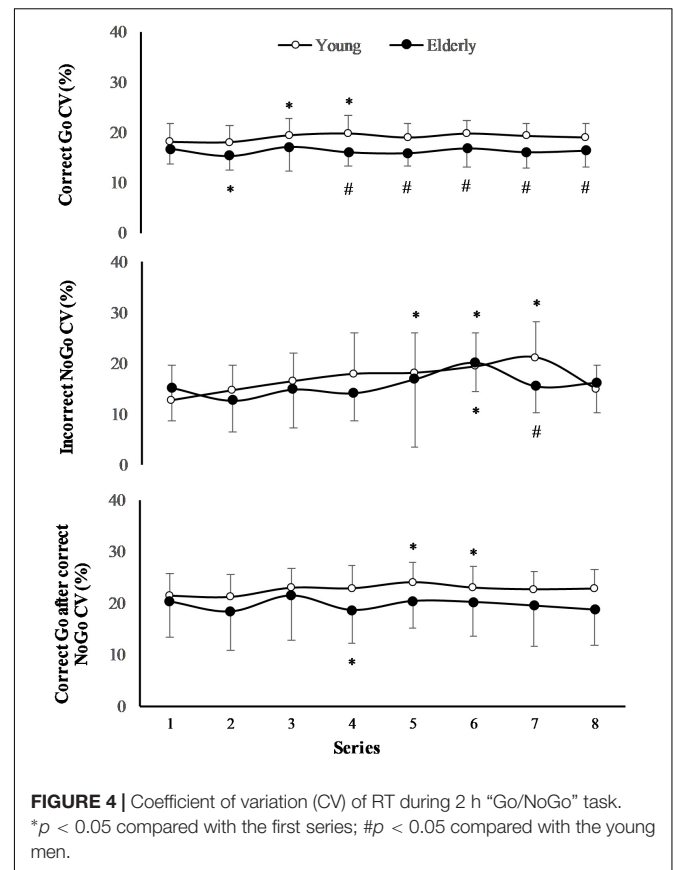 Young Elderly
Correct Go CV (%)
40
30
20
10
0
* *
* # # # # #
Incorrect NoGo CV (%)
40
30
20
10
0
* * *
* #
Correct Go after correct
NoGo CV (%)
40
30
20
10
0
* *
*
1 2 3 4 5 6 7 8
Series
FIGURE 4 | Coefficient of variation (CV) of RT during 2 h “Go/NoGo” task.
*p < 0.05 compared with the first series; #p < 0.05 compared with the young
men.